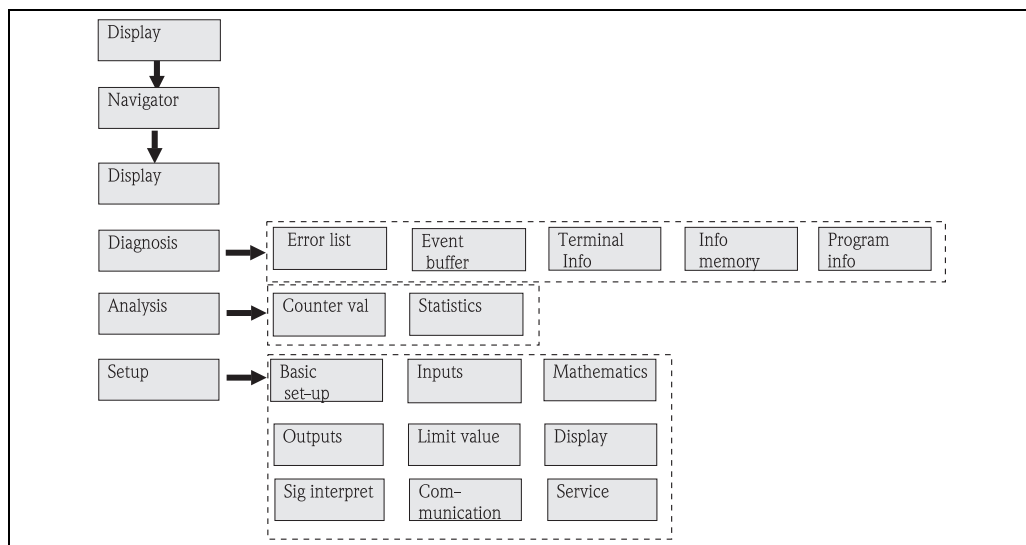 Display
Navigator
Display
Diagnosis
Error list
Event
buffer
Terminal
Info
Info
memory
Program
info
Analysis
Counter val
Statistics
Setup
Basic
set-up
Inputs
Mathematics
Outputs
Limit value
Display
Sig interpret
Com-
munication
Service